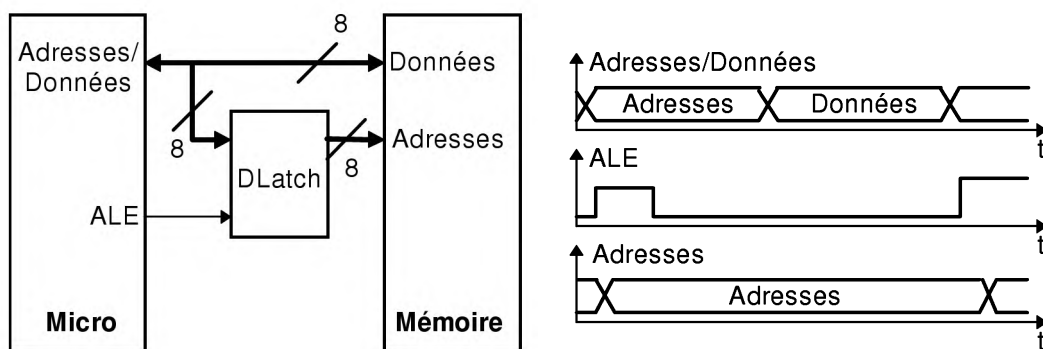 8
Adresses/
Données
Données
8
Adresses
8
DLatch
ALE
Micro
Mémoire
Adresses/Données
Adresses
Données
t
ALE
t
Adresses
Adresses
t